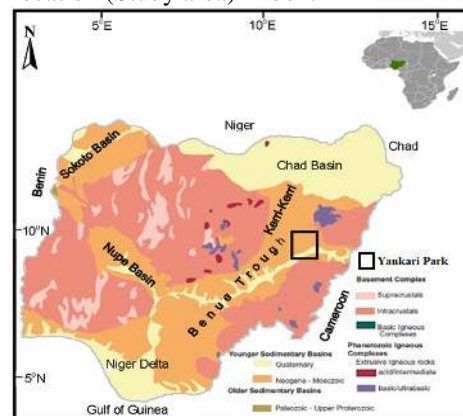 5°E 10°E 15°E
N
Niger
Chad
Sokoto Basin
Chad Basin
Benin
Kerri-Kerri
10°N
Nupe Basin
Benue Trough
Yankari Park
Cameroon
Basement Complex
Supracrustals
Intracrustals
Basic Igneous
Complexes
Phanerozoic Igneous
Complexes
Extrusive Igneous rocks
acid/intermediate
basic/ultrabasic
Younger Sedimentary Basins
Quaternary
Neogene - Mosozoic
Older Sedimentary Basins
Paleozoic - Upper Proterozoic
Niger Delta
5°N
Gulf of Guinea